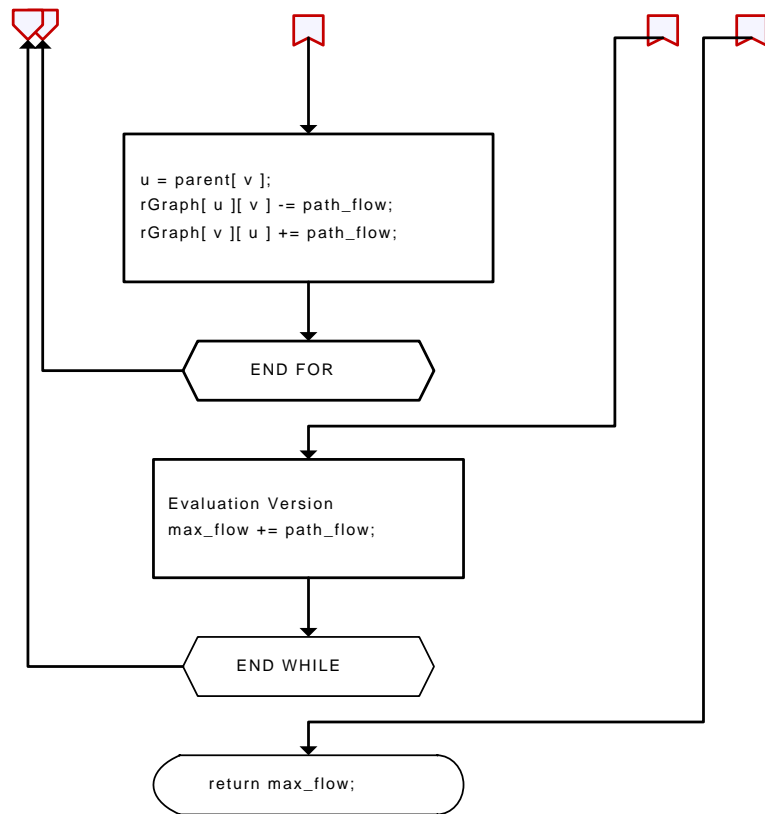 u = parent[ v ];
rGraph[ u ][ v ] -= path_flow;
rGraph[ v ][ u ] += path_flow;
END FOR
Evaluation Version
max_flow += path_flow;
END WHILE
return max_flow;